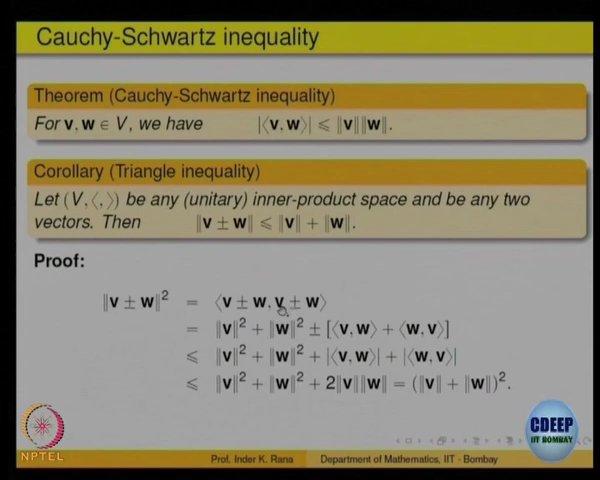 Cauchy-Schwartz inequality
Theorem (Cauchy-Schwartz inequality)
For v, w ∈ V, we have |⟨v, w⟩| ⩽ ‖v‖‖w‖.
Corollary (Triangle inequality)
Let (V, ⟨, ⟩) be any (unitary) inner-product space and be any two
vectors. Then ‖v ± w‖ ⩽ ‖v‖ + ‖w‖.
Proof:
‖v ± w‖² = ⟨v ± w, v ± w⟩
= ‖v‖² + ‖w‖² ± [⟨v, w⟩ + ⟨w, v⟩]
⩽ ‖v‖² + ‖w‖² + |⟨v, w⟩| + |⟨w, v⟩|
⩽ ‖v‖² + ‖w‖² + 2‖v‖‖w‖ = (‖v‖ + ‖w‖)².
NPTEL
CDEEP
IIT BOMBAY
Prof. Inder K. Rana Department of Mathematics, IIT - Bombay